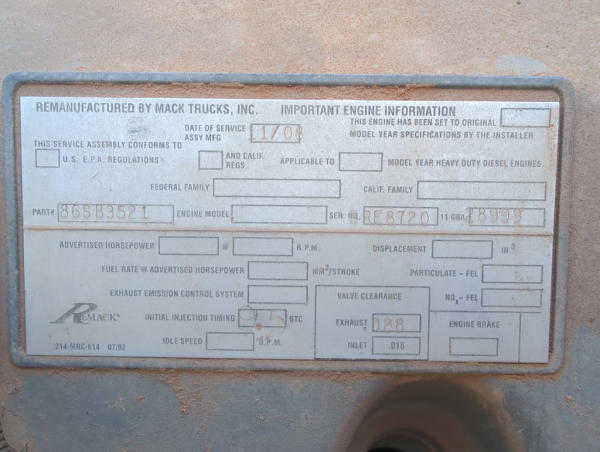 REMANUFACTURED BY MACK TRUCKS, INC. IMPORTANT ENGINE INFORMATION
THIS ENGINE HAS BEEN SET TO ORIGINAL
DATE OF SERVICE ASSY MFG 1/0
MODEL YEAR SPECIFICATIONS BY THE INSTALLER
THIS SERVICE ASSEMBLY CONFORMS TO
U.S. E.P.A. REGULATIONS AND CALIF. REGS. APPLICABLE TO MODEL YEAR HEAVY DUTY DIESEL ENGINES.
FEDERAL FAMILY CALIF. FAMILY
PART# 86SB3521 ENGINE MODEL SER. NO. RE8720 11 GBA
ADVERTISED HORSEPOWER @ R.P.M. DISPLACEMENT IN³
FUEL RATE @ ADVERTISED HORSEPOWER MM³/STROKE PARTICULATE - FEL
EXHAUST EMISSION CONTROL SYSTEM VALVE CLEARANCE NOx - FEL
REMACK® INITIAL INJECTION TIMING BTC EXHAUST ENGINE BRAKE
IDLE SPEED R.P.M. INLET .016
214-MRC-614 07/02